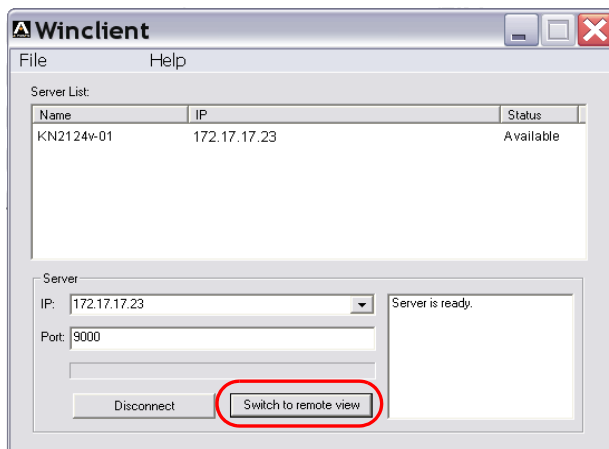 Winclient
File Help
Server List:
Name IP Status
KN2124v-01 172.17.17.23 Available
Server
IP: 172.17.17.23
Server is ready.
Port: 9000
Disconnect Switch to remote view